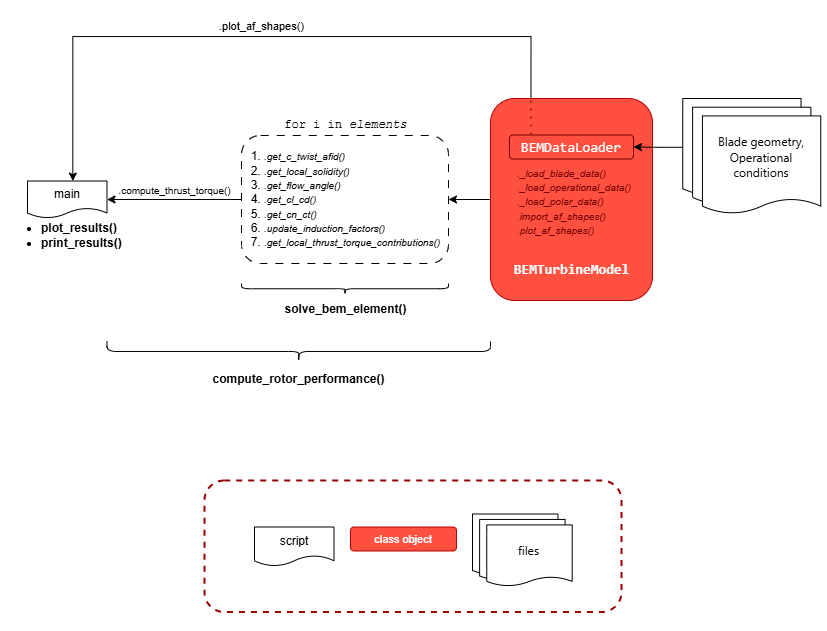 .plot_af_shapes()
for i in elements
1. .get_c_twist_afid()
2. .get_local_solidity()
3. .get_flow_angle()
4. .get_cl_cd()
5. .get_cn_ct()
6. .update_induction_factors()
7. .get_local_thrust_torque_contributions()
BEMDataLoader
._load_blade_data()
._load_operational_data()
._load_polar_data()
.import_af_shapes()
.plot_af_shapes()
BEMTurbineModel
Blade geometry,
Operational
conditions
main
.compute_thrust_torque()
• plot_results()
• print_results()
solve_bem_element()
compute_rotor_performance()
script
class object
files